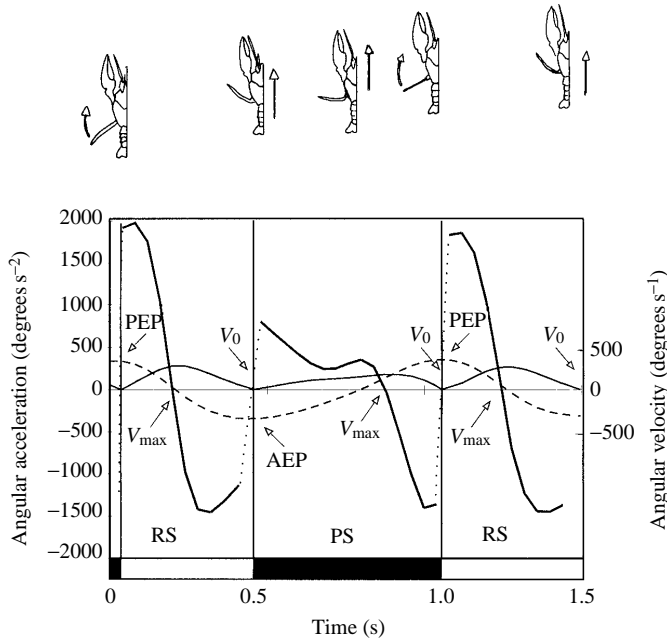 2000
1500
1000
500
0
−500
−1000
−1500
−2000
Angular acceleration (degrees s−2)
PEP
V0
V0
PEP
V0
500
0
−500
Angular velocity (degrees s−1)
Vmax
AEP
Vmax
Vmax
RS
PS
RS
0
0.5
1.0
1.5
Time (s)